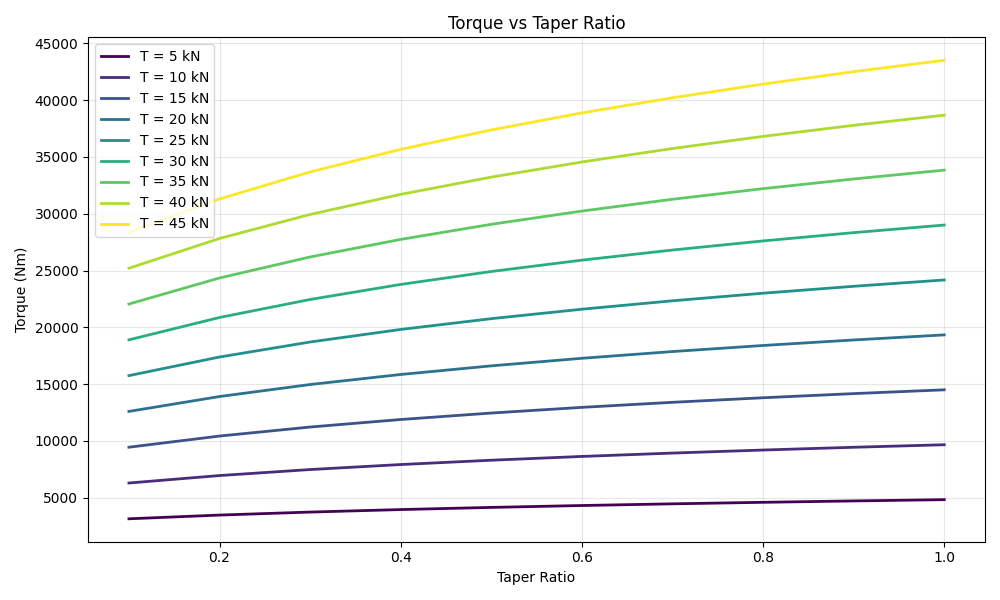 Torque vs Taper Ratio
45000
40000
35000
30000
25000
20000
15000
10000
5000
Torque (Nm)
T = 5 kN
T = 10 kN
T = 15 kN
T = 20 kN
T = 25 kN
T = 30 kN
T = 35 kN
T = 40 kN
T = 45 kN
0.2 0.4 0.6 0.8 1.0
Taper Ratio